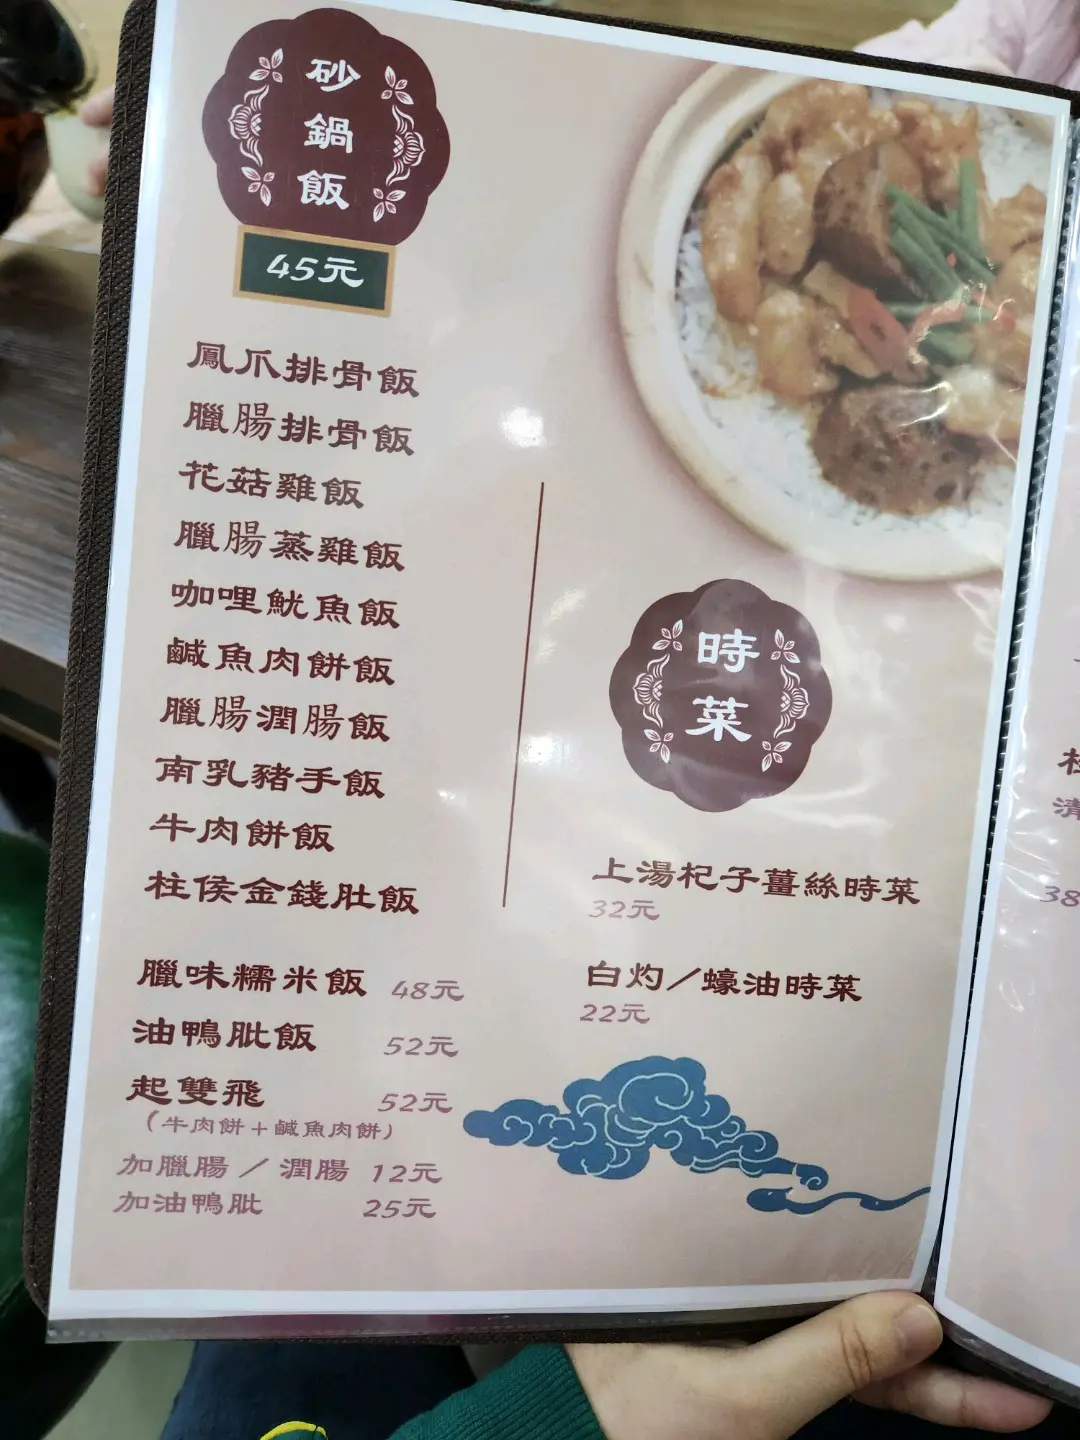 砂鍋飯
45元
鳳爪排骨飯
臘腸排骨飯
花菇雞飯
臘腸蒸雞飯
咖哩魷魚飯
鹹魚肉餅飯
臘腸潤腸飯
南乳豬手飯
牛肉餅飯
柱侯金錢肚飯
臘味糯米飯 48元
油鴨肶飯 52元
起雙飛 52元
(牛肉餅+鹹魚肉餅)
加臘腸/潤腸 12元
加油鴨肶 25元
時菜
上湯杞子薑絲時菜
32元
白灼/蠔油時菜
22元
清
38